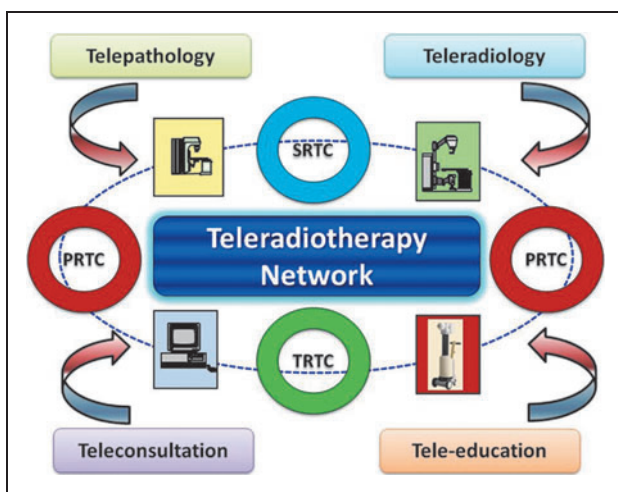 Telepathology
Teleradiology
SRTC
PRTC
Teleradiotherapy
Network
PRTC
TRTC
Teleconsultation
Tele-education